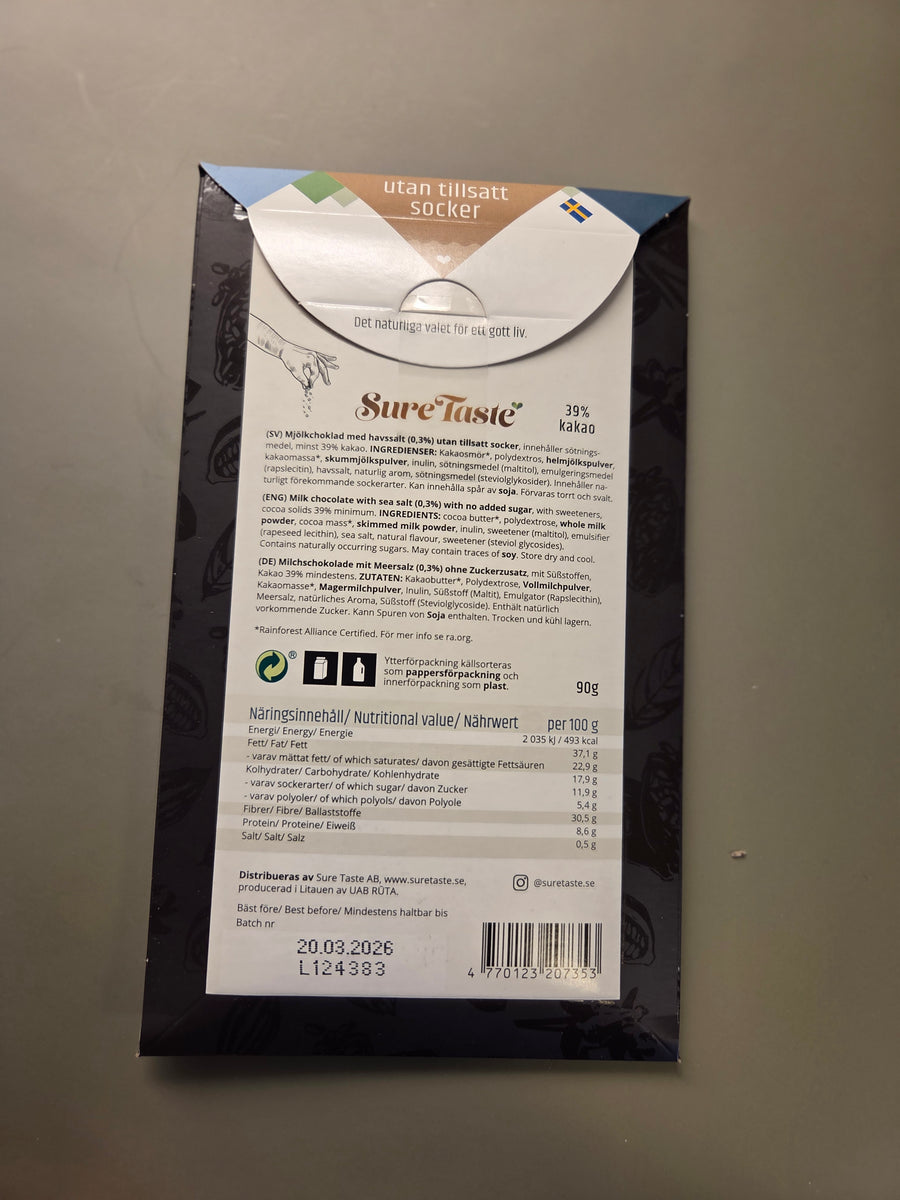 utan tillsatt
socker
Det naturliga valet för ett gott liv.
Sure Taste
39%
kakao
(SV) Mjölkchoklad med havssalt (0,3%) utan tillsatt socker, innehåller sötnings-
medel, minst 39% kakao. INGREDIENSER: Kakaosmör*, polydextros, helmjölkspulver,
kakaomassa*, skummjölkspulver, inulin, sötningsmedel (maltitol), emulgeringsmedel
(rapslecitin), havssalt, naturlig arom, sötningsmedel (steviolglykosider). Innehåller na-
turligt förekommande sockerarter. Kan innehålla spår av soja. Förvaras torrt och svalt.
(ENG) Milk chocolate with sea salt (0,3%) with no added sugar, with sweeteners,
cocoa solids 39% minimum. INGREDIENTS: cocoa butter*, polydextrose, whole milk
powder, cocoa mass*, skimmed milk powder, inulin, sweetener (maltitol), emulsifier
(rapeseed lecithin), sea salt, natural flavour, sweetener (steviol glycosides).
Contains naturally occurring sugars. May contain traces of soy. Store dry and cool.
(DE) Milchschokolade mit Meersalz (0,3%) ohne Zuckerzusatz, mit Süßstoffen,
Kakao 39% mindestens. ZUTATEN: Kakaobutter*, Polydextrose, Vollmilchpulver,
Kakaomasse*, Magermilchpulver, Inulin, Süßstoff (Maltit), Emulgator (Rapslecithin),
Meersalz, natürliches Aroma, Süßstoff (Steviolglycoside). Enthält natürlich
vorkommende Zucker. Kann Spuren von Soja enthalten. Trocken und kühl lagern.
*Rainforest Alliance Certified. För mer info se ra.org.
®
Ytterförpackning källsorteras
som pappersförpackning och
innerförpackning som plast.
90g
Näringsinnehåll/ Nutritional value/ Nährwert per 100 g
Energi/ Energy/ Energie 2 035 kJ / 493 kcal
Fett/ Fat/ Fett 37,1 g
- varav mättat fett/ of which saturates/ davon gesättigte Fettsäuren 22,9 g
Kolhydrater/ Carbohydrate/ Kohlenhydrate 17,9 g
- varav sockerarter/ of which sugar/ davon Zucker 11,9 g
- varav polyoler/ of which polyols/ davon Polyole 5,4 g
Fibrer/ Fibre/ Ballaststoffe 30,5 g
Protein/ Proteine/ Eiweiß 8,6 g
Salt/ Salt/ Salz 0,5 g
Distribueras av Sure Taste AB, www.suretaste.se,
producerad i Litauen av UAB RŪTA.
@suretaste.se
Bäst före/ Best before/ Mindestens haltbar bis
Batch nr
20.03.2026
L124383
4 770123 207353